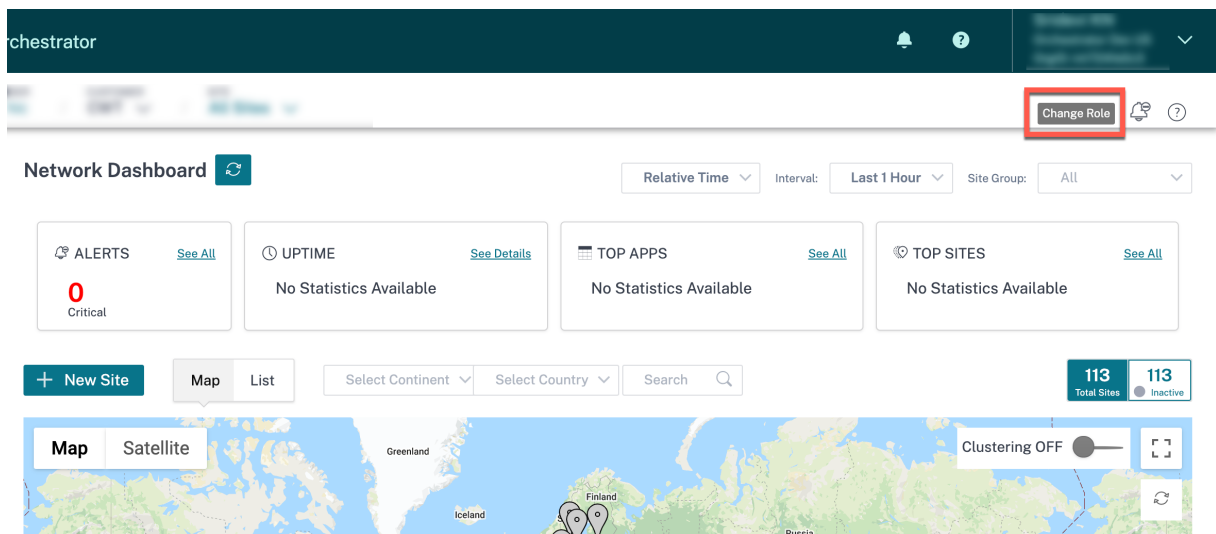 rchestrator
Change Role
Network Dashboard
Relative Time
Interval:
Last 1 Hour
Site Group:
All
ALERTS
See All
0
Critical
UPTIME
See Details
No Statistics Available
TOP APPS
See All
No Statistics Available
TOP SITES
See All
No Statistics Available
+ New Site
Map
List
Select Continent
Select Country
Search
113
Total Sites
113
Inactive
Map
Satellite
Clustering OFF
Greenland
Iceland
Finland
Russia